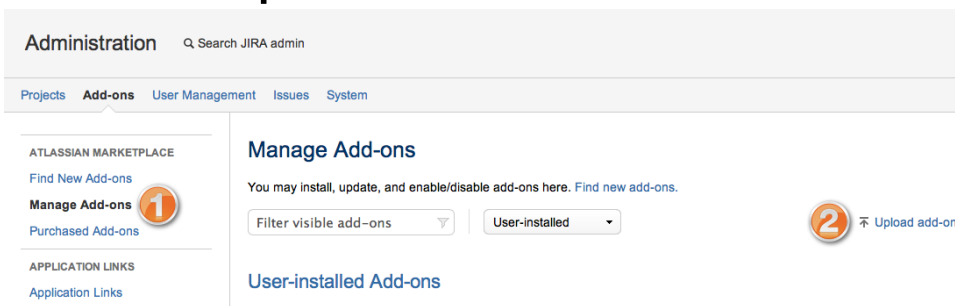 Administration Search JIRA admin
Projects Add-ons User Management Issues System
ATLASSIAN MARKETPLACE
Find New Add-ons
Manage Add-ons 1
Purchased Add-ons
APPLICATION LINKS
Application Links
Manage Add-ons
You may install, update, and enable/disable add-ons here. Find new add-ons.
Filter visible add-ons User-installed 2 Upload add-on
User-installed Add-ons